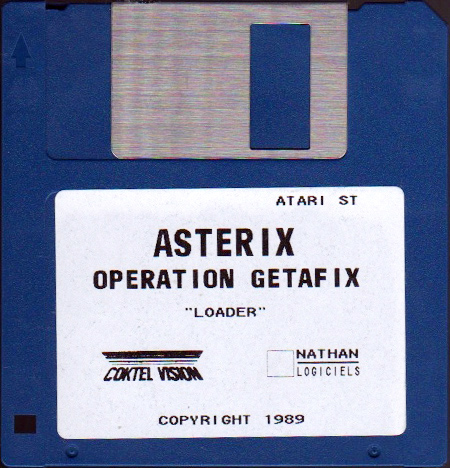 ATARI ST
ASTERIX
OPERATION GETAFIX
"LOADER"
COKTEL VISION
NATHAN
LOGICIELS
COPYRIGHT 1989